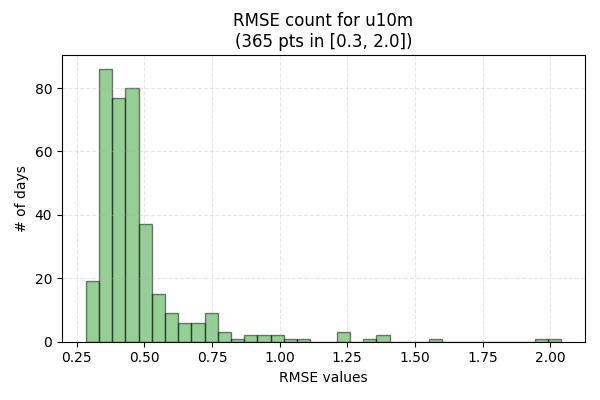 RMSE count for u10m
(365 pts in [0.3, 2.0])
# of days
80
60
40
20
0
0.25 0.50 0.75 1.00 1.25 1.50 1.75 2.00
RMSE values